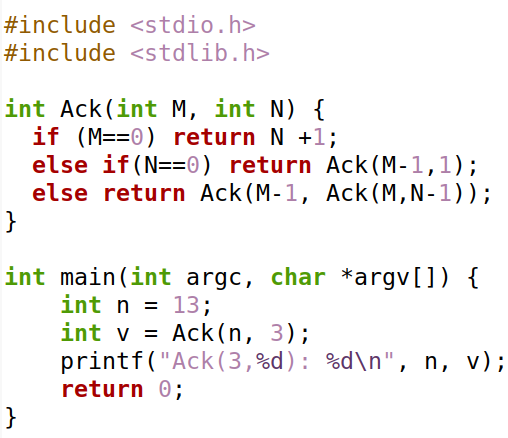 #include <stdio.h>
#include <stdlib.h>

int Ack(int M, int N) {
  if (M==0) return N +1;
  else if(N==0) return Ack(M-1,1);
  else return Ack(M-1, Ack(M,N-1));
}

int main(int argc, char *argv[]) {
    int n = 13;
    int v = Ack(n, 3);
    printf("Ack(3,%d): %d\n", n, v);
    return 0;
}